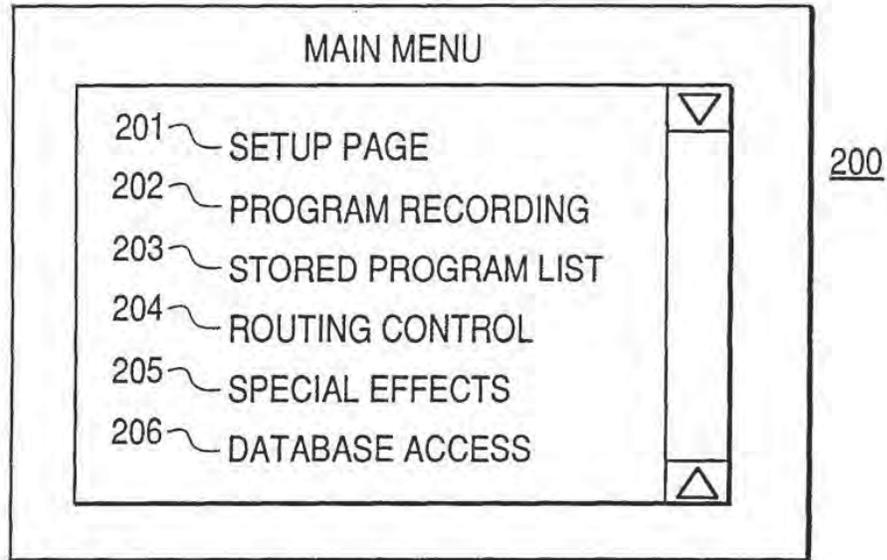 MAIN MENU
201 SETUP PAGE
200
202 PROGRAM RECORDING
203 STORED PROGRAM LIST
204 ROUTING CONTROL
205 SPECIAL EFFECTS
206 DATABASE ACCESS